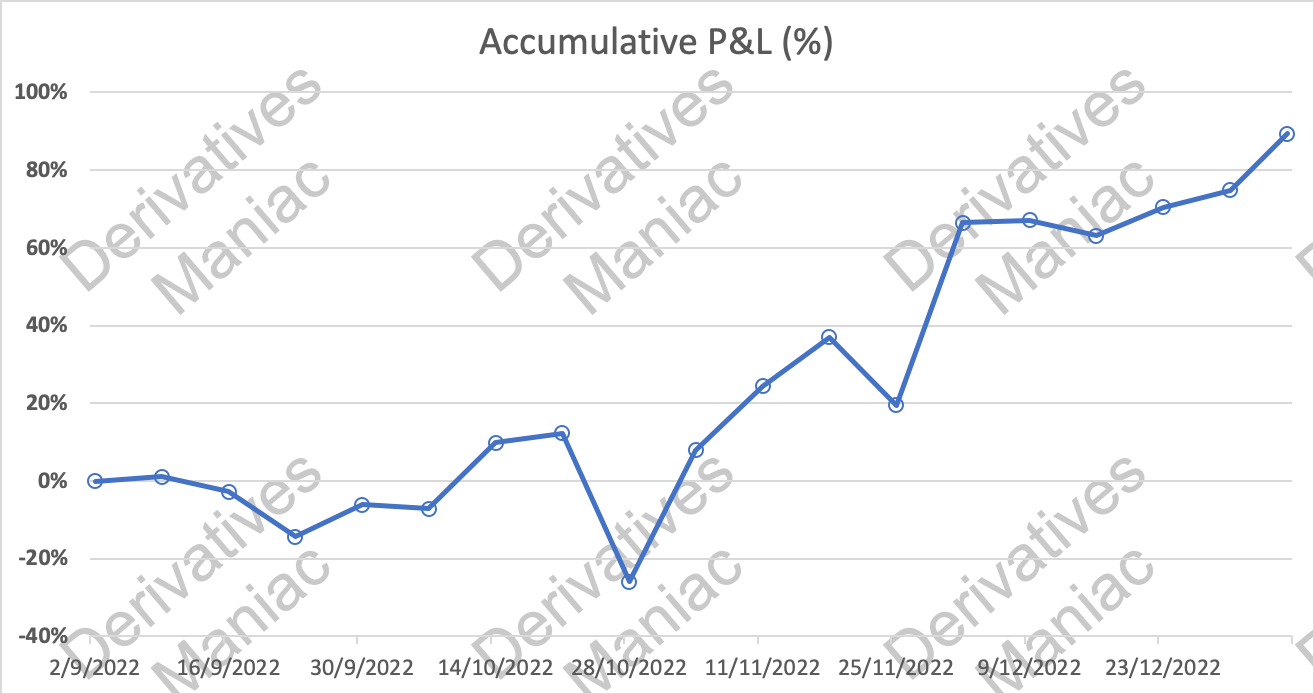 Accumulative P&L (%)
100%
80%
60%
40%
20%
0%
-20%
-40%
2/9/2022 16/9/2022 30/9/2022 14/10/2022 28/10/2022 11/11/2022 25/11/2022 9/12/2022 23/12/2022
Derivatives
Maniac
Derivatives
Maniac
Derivatives
Maniac
Derivatives
Maniac
Derivatives
Maniac
Derivatives
Maniac